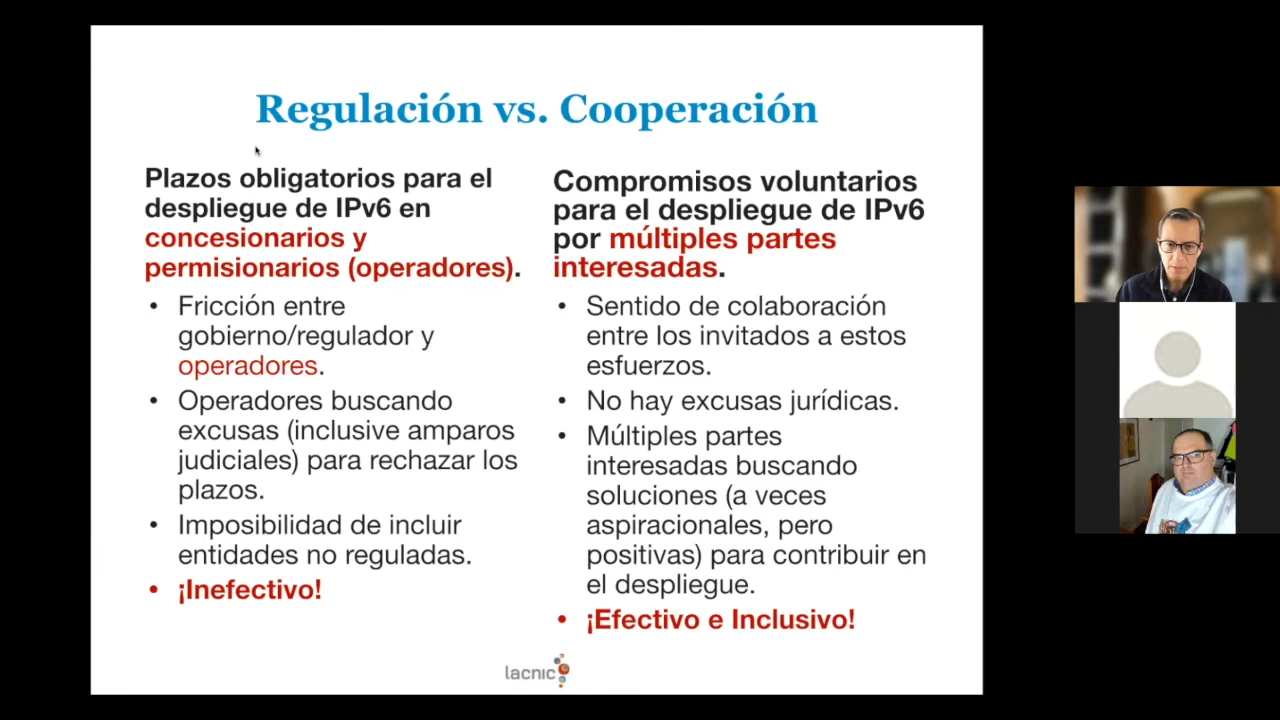 Regulación vs. Cooperación
Plazos obligatorios para el
despliegue de IPv6 en
concesionarios y
permisionarios (operadores).
• Fricción entre
gobierno/regulador y
operadores.
• Operadores buscando
excusas (inclusive amparos
judiciales) para rechazar los
plazos.
• Imposibilidad de incluir
entidades no reguladas.
• ¡Inefectivo!
Compromisos voluntarios
para el despliegue de IPv6
por múltiples partes
interesadas.
• Sentido de colaboración
entre los invitados a estos
esfuerzos.
• No hay excusas jurídicas.
• Múltiples partes
interesadas buscando
soluciones (a veces
aspiracionales, pero
positivas) para contribuir en
el despliegue.
• ¡Efectivo e Inclusivo!
lacnic